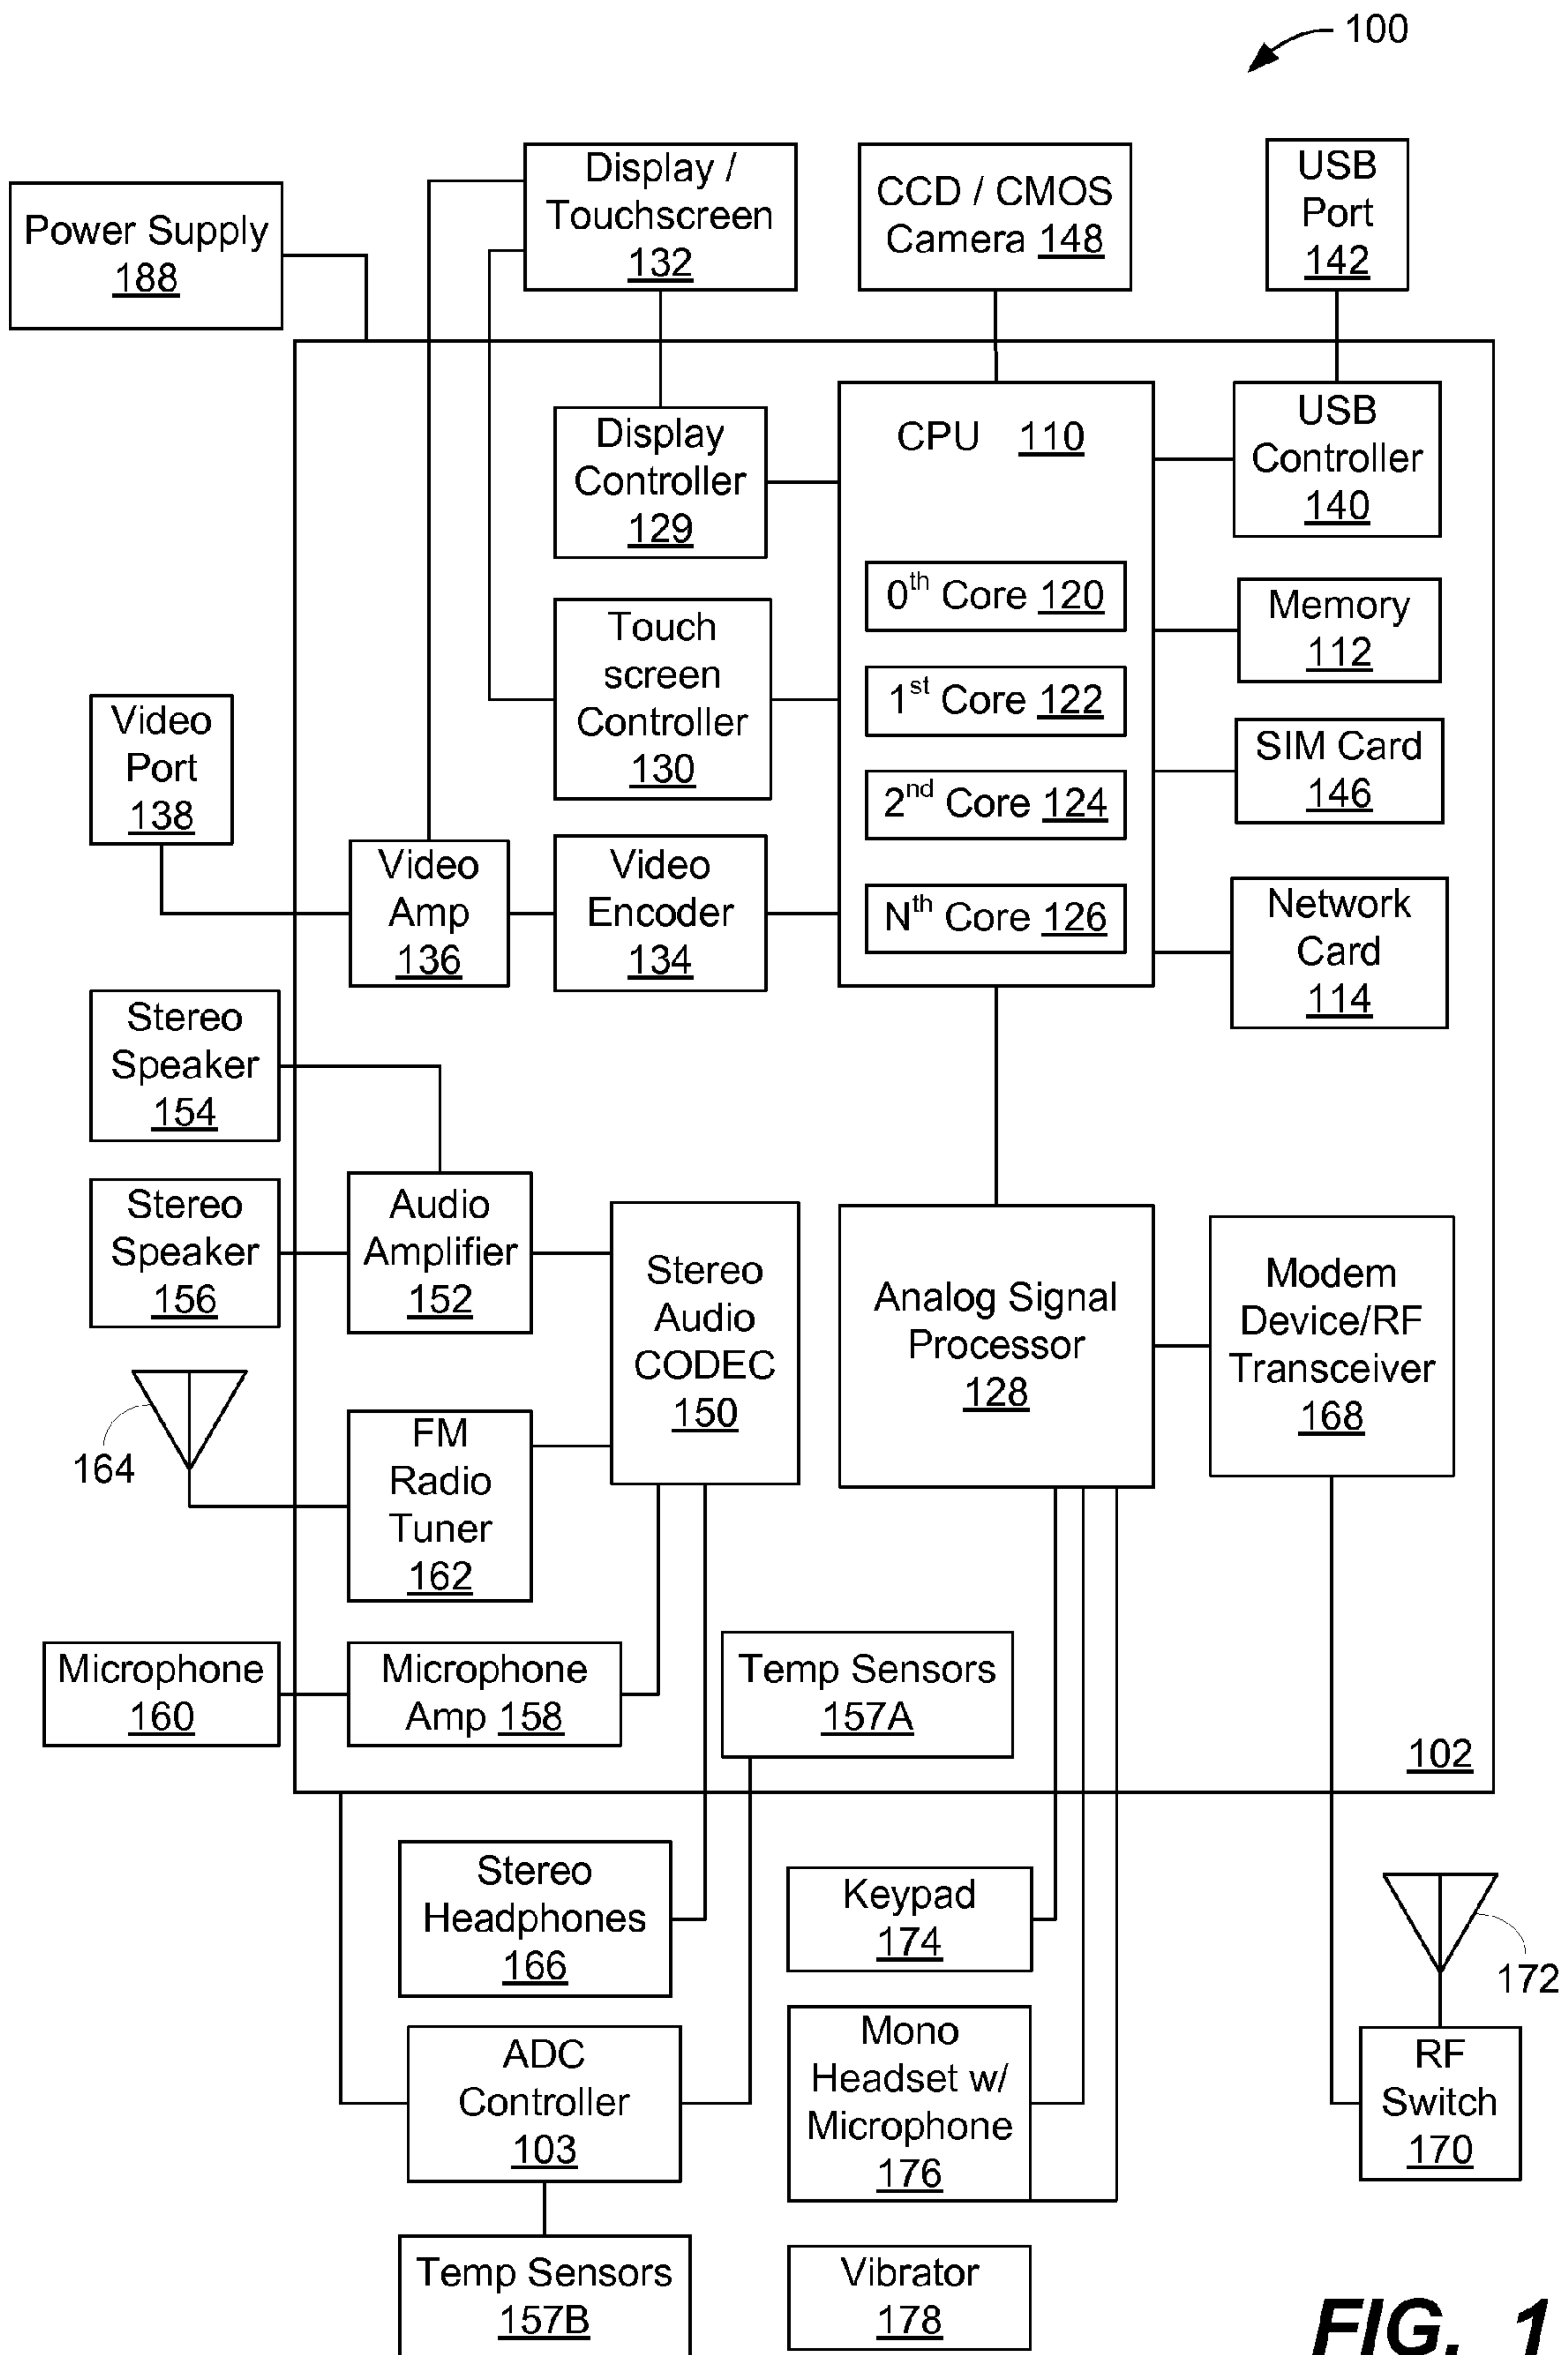 100
Power Supply
188
Display /
Touchscreen
132
CCD / CMOS
Camera 148
USB
Port
142
Display
Controller
129
CPU 110
USB
Controller
140
0th Core 120
Memory
112
Touch
screen
Controller
130
1st Core 122
SIM Card
146
Video
Port
138
2nd Core 124
Video
Amp
136
Video
Encoder
134
Nth Core 126
Network
Card
114
Stereo
Speaker
154
Stereo
Speaker
156
Audio
Amplifier
152
Stereo
Audio
CODEC
150
Analog Signal
Processor
128
Modem
Device/RF
Transceiver
168
164
FM
Radio
Tuner
162
Microphone
160
Microphone
Amp 158
Temp Sensors
157A
102
Stereo
Headphones
166
Keypad
174
172
ADC
Controller
103
Mono
Headset w/
Microphone
176
RF
Switch
170
Temp Sensors
157B
Vibrator
178
FIG. 1